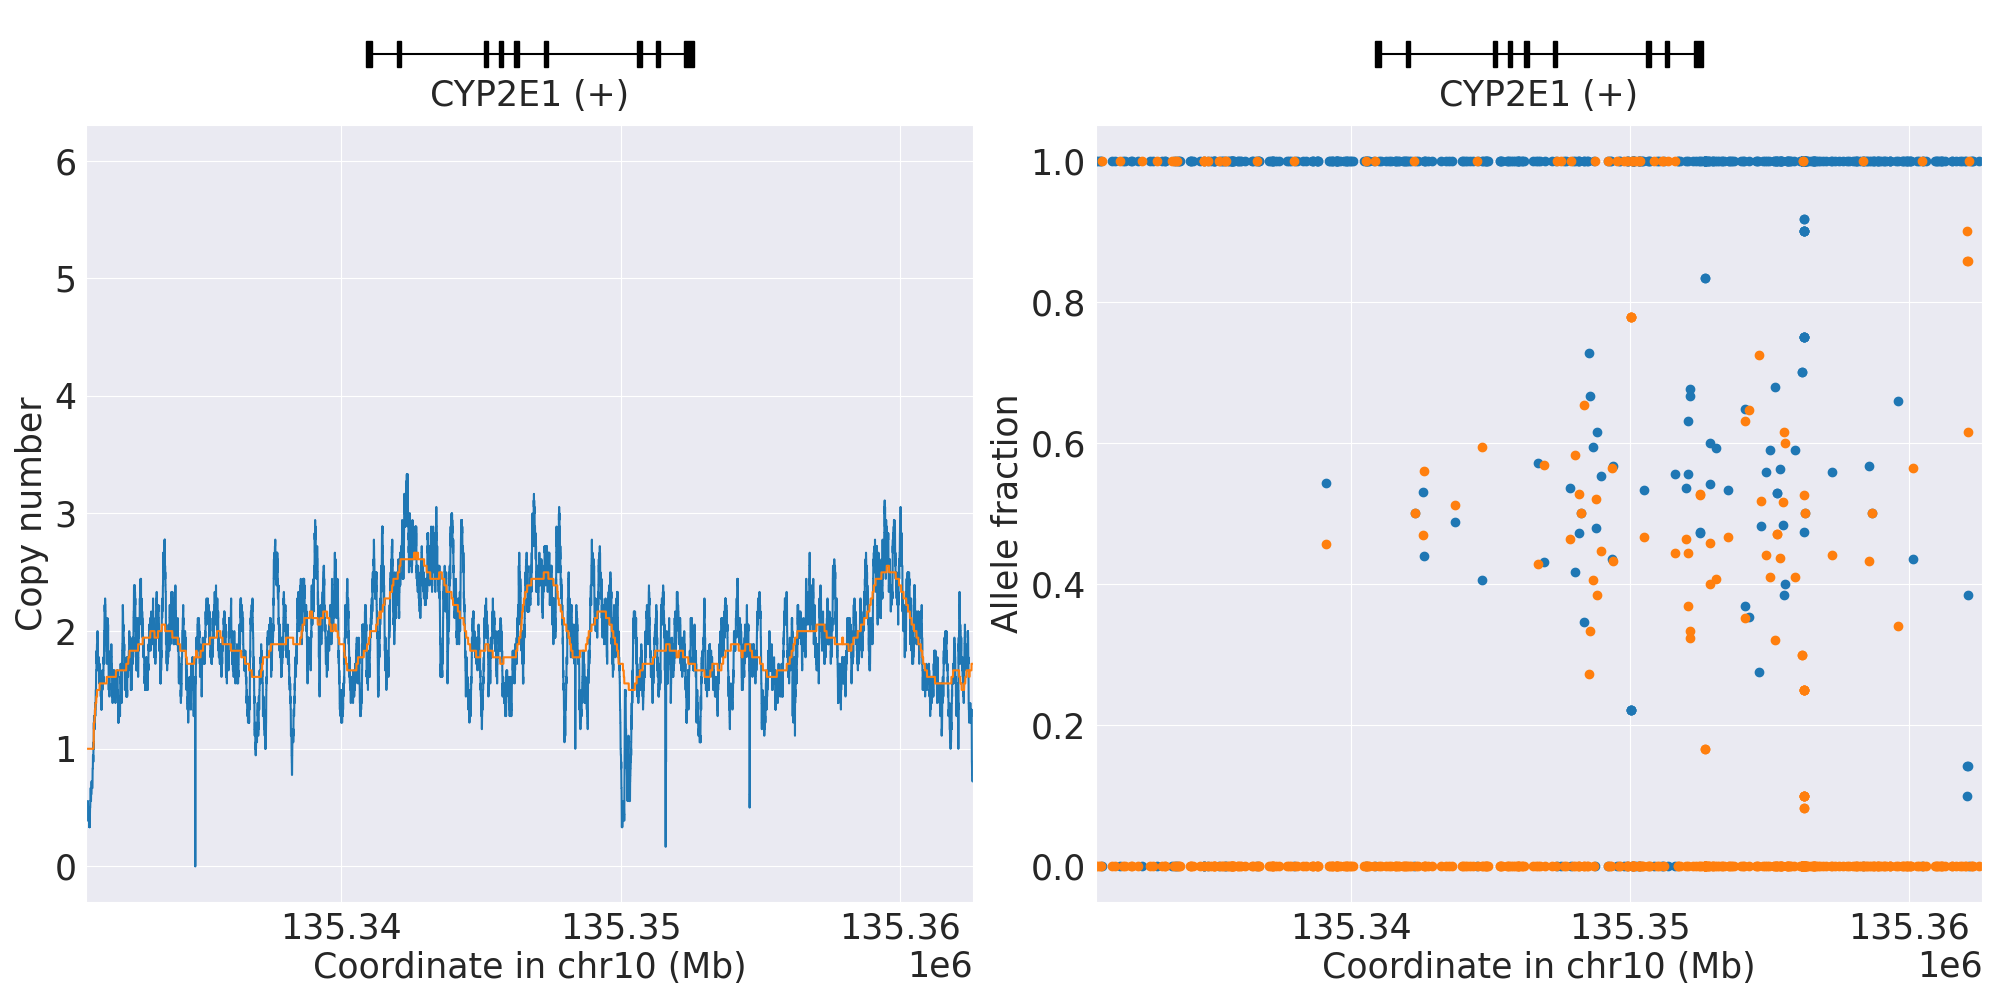 CYP2E1 (+)
Copy number
6
5
4
3
2
1
0
135.34
135.35
135.36
Coordinate in chr10 (Mb)
1e6
CYP2E1 (+)
Allele fraction
1.0
0.8
0.6
0.4
0.2
0.0
135.34
135.35
135.36
Coordinate in chr10 (Mb)
1e6